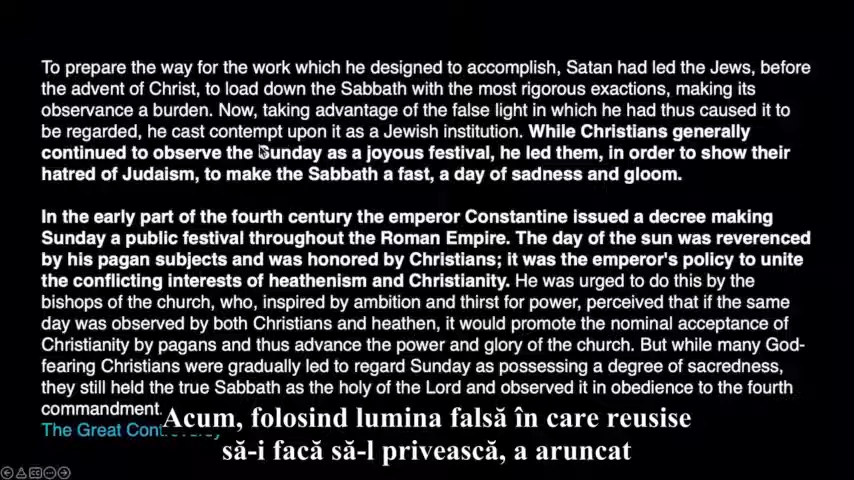 To prepare the way for the work which he designed to accomplish, Satan had led the Jews, before
the advent of Christ, to load down the Sabbath with the most rigorous exactions, making its
observance a burden. Now, taking advantage of the false light in which he had thus caused it to
be regarded, he cast contempt upon it as a Jewish institution. While Christians generally
continued to observe the Sunday as a joyous festival, he led them, in order to show their
hatred of Judaism, to make the Sabbath a fast, a day of sadness and gloom.
In the early part of the fourth century the emperor Constantine issued a decree making
Sunday a public festival throughout the Roman Empire. The day of the sun was reverenced
by his pagan subjects and was honored by Christians; it was the emperor's policy to unite
the conflicting interests of heathenism and Christianity. He was urged to do this by the
bishops of the church, who, inspired by ambition and thirst for power, perceived that if the same
day was observed by both Christians and heathen, it would promote the nominal acceptance of
Christianity by pagans and thus advance the power and glory of the church. But while many God-
fearing Christians were gradually led to regard Sunday as possessing a degree of sacredness,
they still held the true Sabbath as the holy of the Lord and observed it in obedience to the fourth
commandment.
The Great Controversy
Acum, folosind lumina falsă în care reusise
să-i facă să-l privească, a aruncat